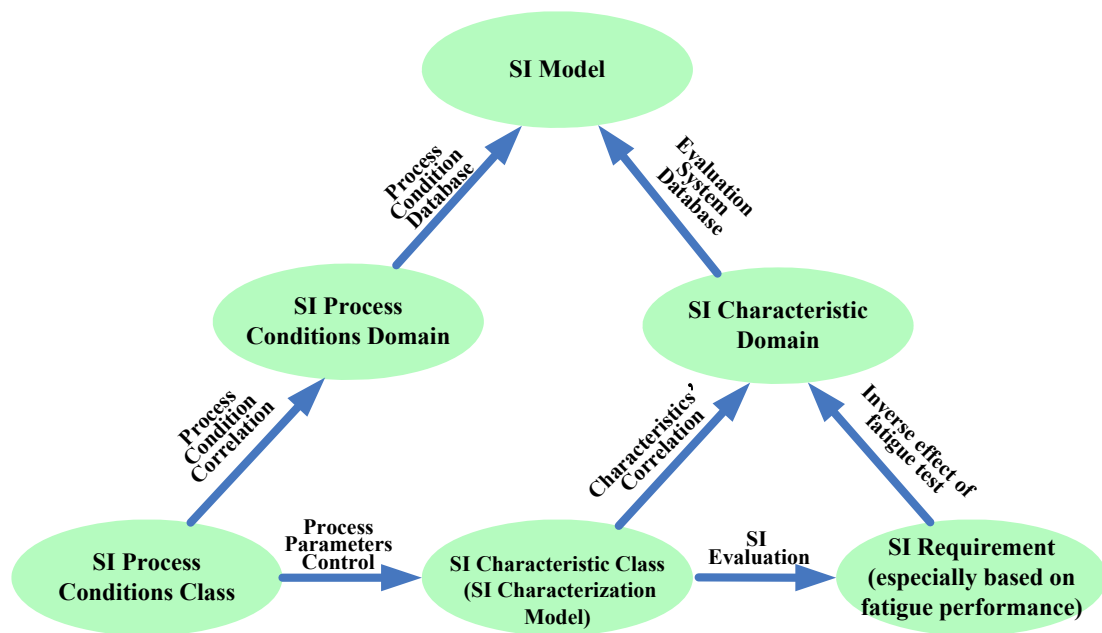 SI Model
Process
Condition
Database
Evaluation
System
Database
SI Process
Conditions Domain
SI Characteristic
Domain
Process
Condition
Correlation
Characteristics’
Correlation
Inverse effect of
fatigue test
SI Process
Conditions Class
Process
Parameters
Control
SI Characteristic Class
(SI Characterization
Model)
SI
Evaluation
SI Requirement
(especially based on
fatigue performance)